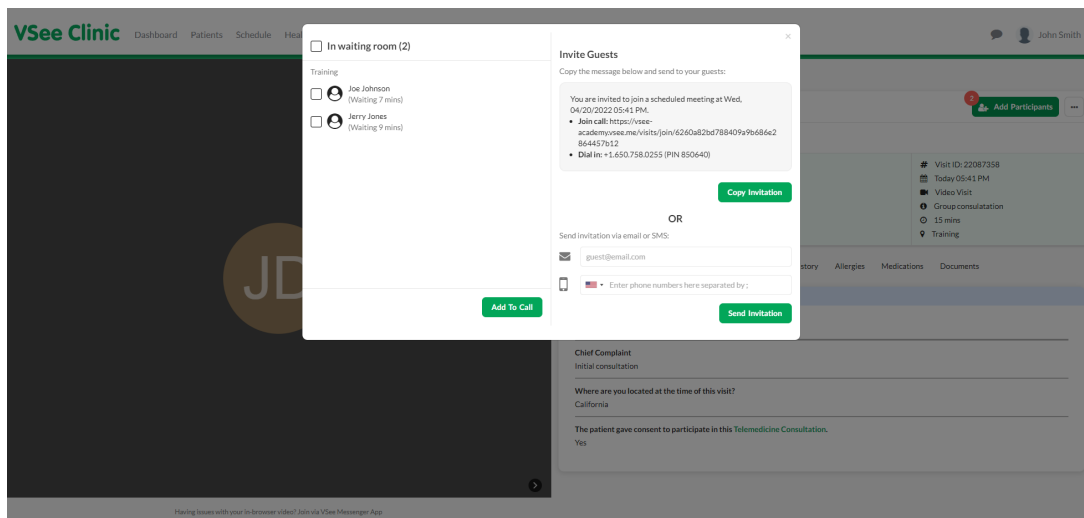 VSee Clinic Dashboard Patients Schedule Heal
John Smith
In waiting room (2)
Training
Joe Johnson
(Waiting 7 mins)
Jerry Jones
(Waiting 9 mins)
Add To Call
×
Invite Guests
Copy the message below and send to your guests:
You are invited to join a scheduled meeting at Wed,
04/20/2022 05:41 PM.
• Join call: https://vsee-
academy.vsee.me/visits/join/6260a82bd788409a9b686e2
864457b12
• Dial in: +1.650.758.0255 (PIN 850640)
Copy Invitation
OR
Send invitation via email or SMS:
guest@email.com
Enter phone numbers here separated by ;
Send Invitation
2
Add Participants
# Visit ID: 22087358
Today 05:41 PM
Video Visit
Group consulatation
15 mins
Training
story Allergies Medications Documents
JD
Chief Complaint
Initial consultation
Where are you located at the time of this visit?
California
The patient gave consent to participate in this Telemedicine Consultation.
Yes
Having issues with your in-browser video? Join via VSee Messenger App